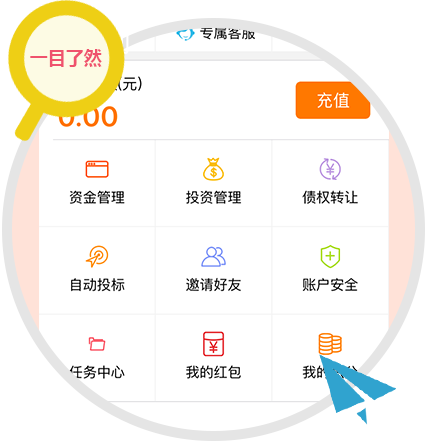 专属客服
一目了然
(元)
0.00
充值
资金管理 投资管理 债权转让
自动投标 邀请好友 账户安全
任务中心 我的红包 我的